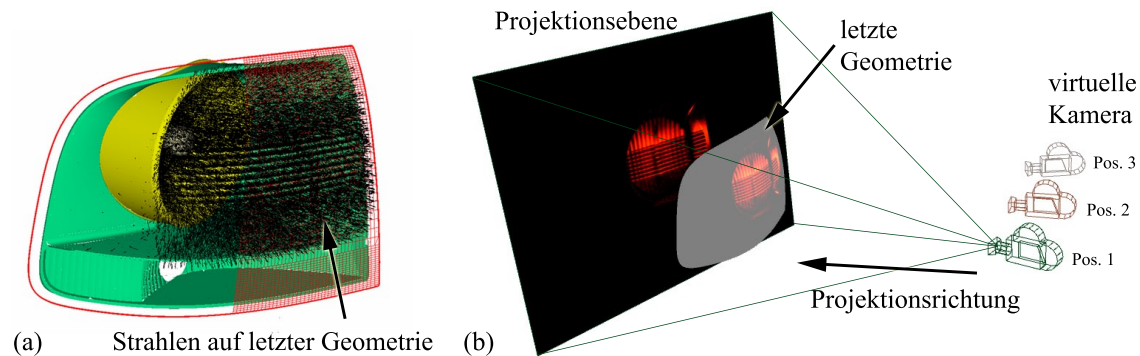 (a)
Strahlen auf letzter Geometrie
Projektionsebene
letzte
Geometrie
virtuelle
Kamera
Pos. 3
Pos. 2
Pos. 1
Projektionsrichtung
(b)